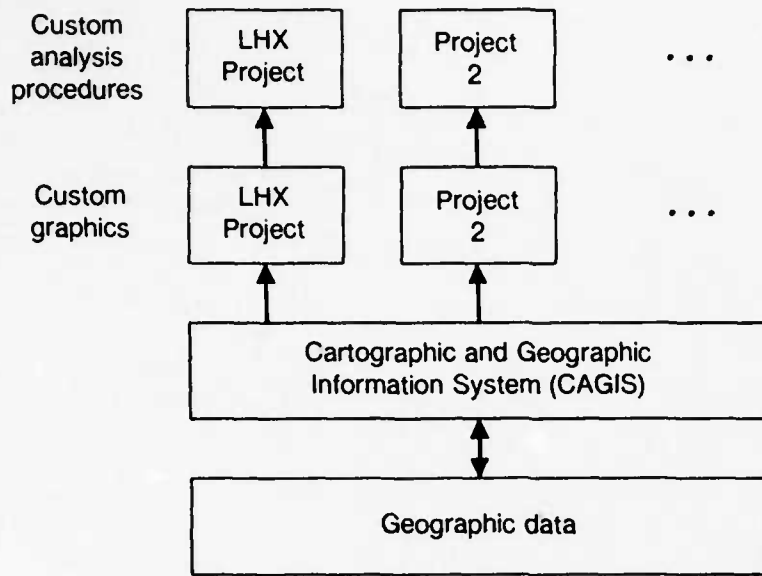 Custom
analysis
procedures
LHX
Project
Project
2
...
Custom
graphics
LHX
Project
Project
2
...
Cartographic and Geographic
Information System (CAGIS)
Geographic data